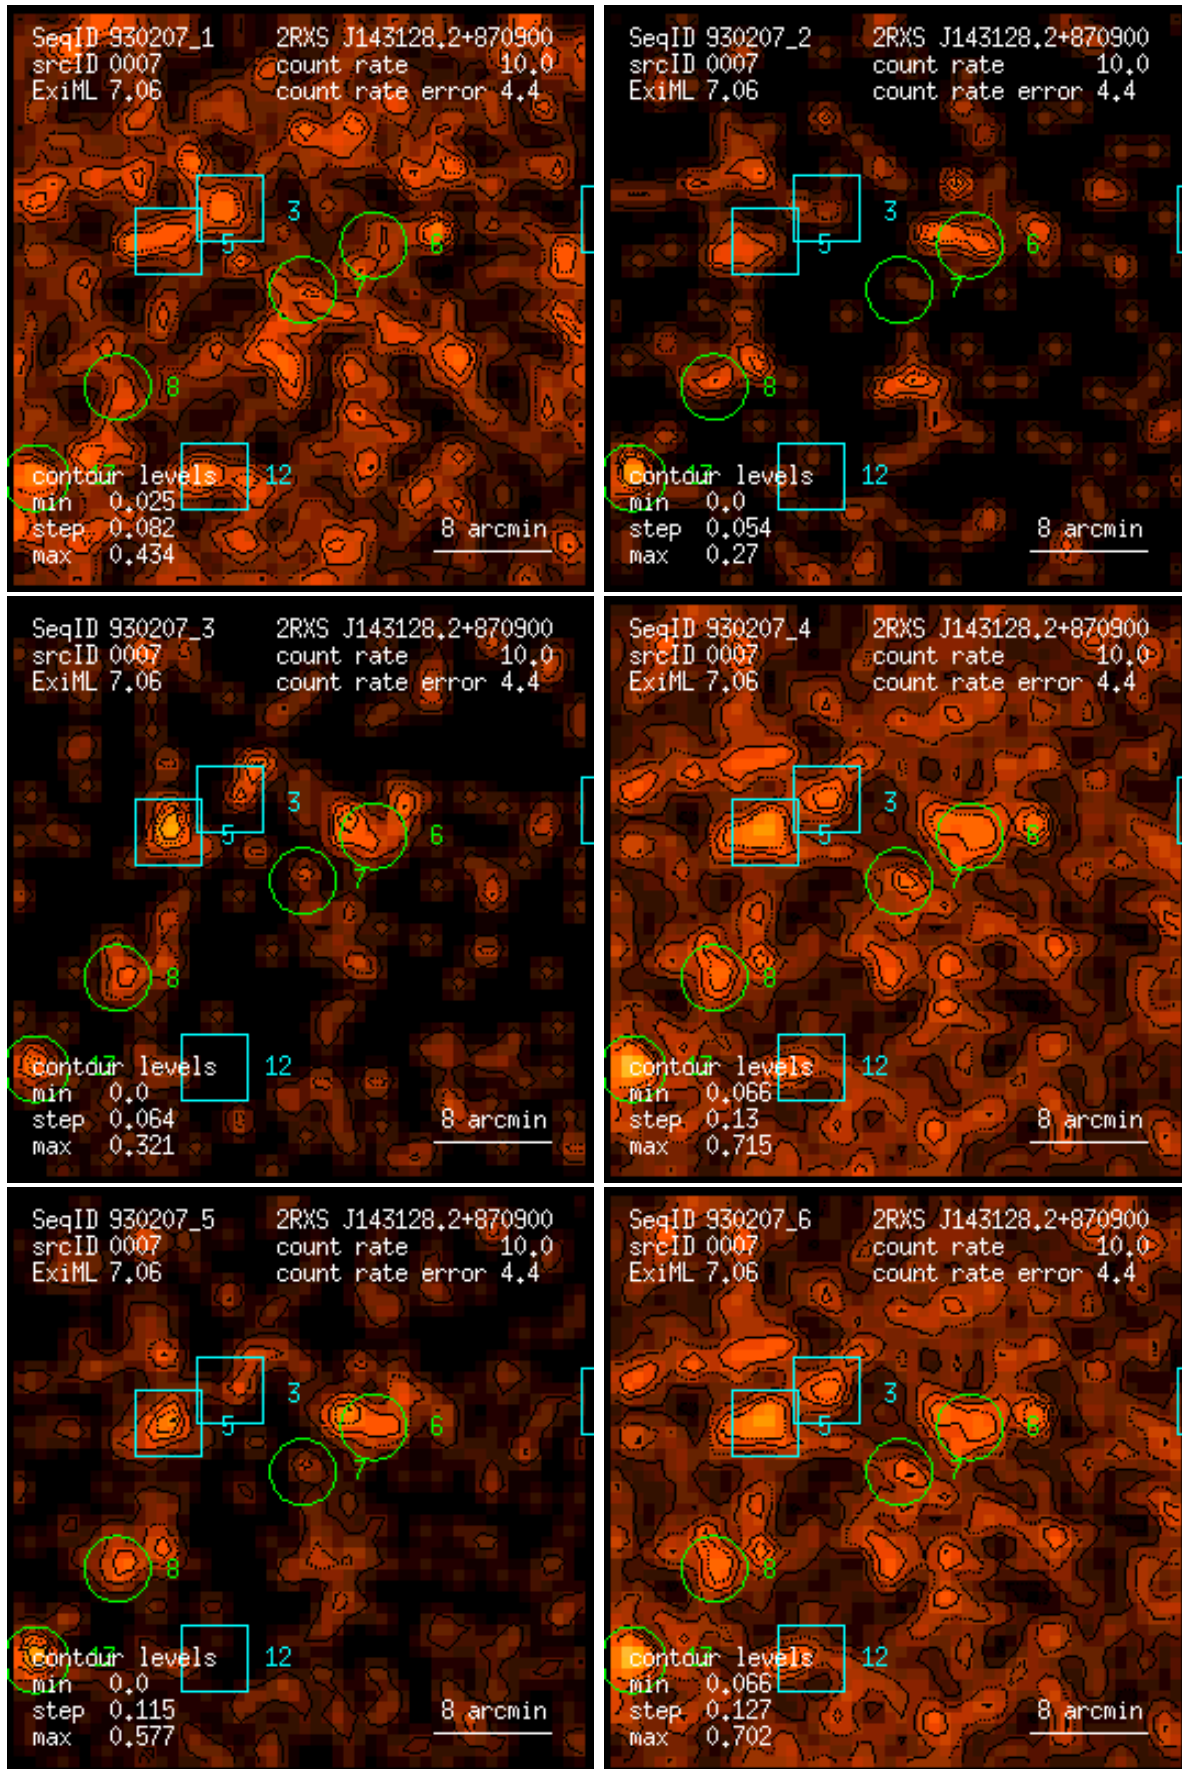 SeqID 930207_1 2RXS J143128.2+870900
srcID 0007 count rate 10.0
ExiML 7.06 count rate error 4.4
3
5
6
7
8
12
contour levels
min 0.025
step 0.082 8 arcmin
max 0.434
SeqID 930207_2 2RXS J143128.2+870900
srcID 0007 count rate 10.0
ExiML 7.06 count rate error 4.4
3
5
6
7
8
12
contour levels
min 0.0
step 0.054 8 arcmin
max 0.27
SeqID 930207_3 2RXS J143128.2+870900
srcID 0007 count rate 10.0
ExiML 7.06 count rate error 4.4
3
5
6
7
8
12
contour levels
min 0.0
step 0.064 8 arcmin
max 0.321
SeqID 930207_4 2RXS J143128.2+870900
srcID 0007 count rate 10.0
ExiML 7.06 count rate error 4.4
3
5
6
7
8
12
contour levels
min 0.066
step 0.13 8 arcmin
max 0.715
SeqID 930207_5 2RXS J143128.2+870900
srcID 0007 count rate 10.0
ExiML 7.06 count rate error 4.4
3
5
6
7
8
12
contour levels
min 0.0
step 0.115 8 arcmin
max 0.577
SeqID 930207_6 2RXS J143128.2+870900
srcID 0007 count rate 10.0
ExiML 7.06 count rate error 4.4
3
5
6
7
8
12
contour levels
min 0.066
step 0.127 8 arcmin
max 0.702